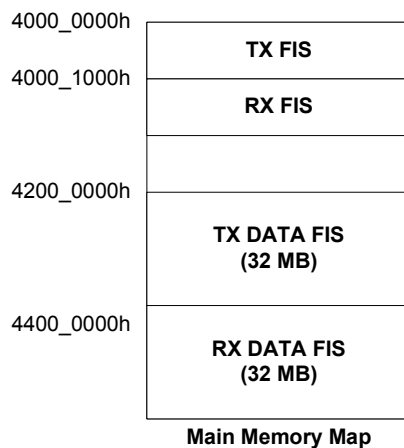 4000_0000h
TX FIS
4000_1000h
RX FIS
4200_0000h
TX DATA FIS
(32 MB)
4400_0000h
RX DATA FIS
(32 MB)
Main Memory Map